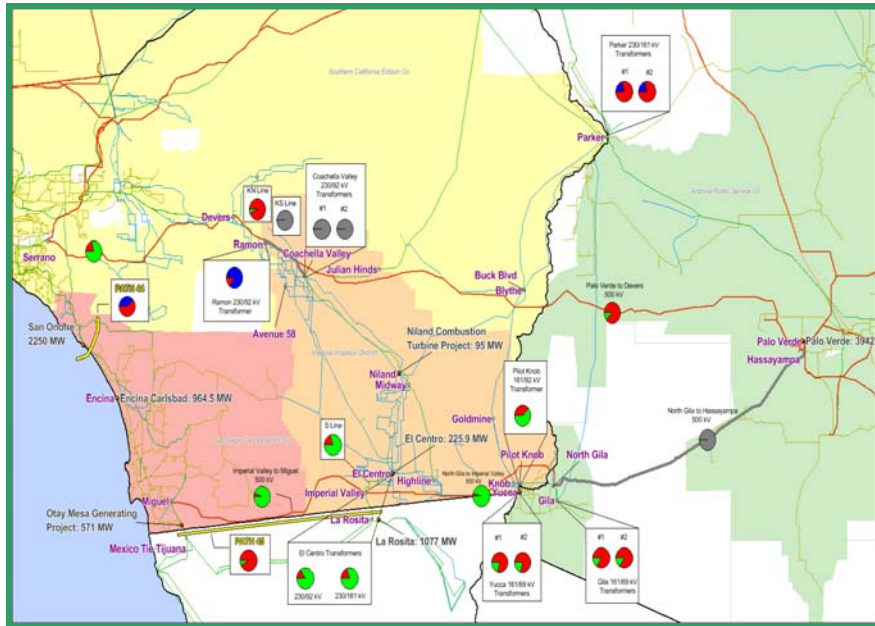 Parker 230/161 kV
Transformers
#1 #2
Southern California Edison Co
Parker
Arizona Public Service Co
Coachella Valley
230/92 kV
Transformers
#1 #2
KN Line
KS Line
Devers
Serrano
Ramon
Coachella Valley
Julian Hinds
Buck Blvd
Blythe
Palo Verde to Devers
500 kV
PATH 44
Ramon 230/92 kV
Transformer
Avenue 58
San Onofre
2250 MW
Niland Combustion
Turbine Project: 95 MW
Imperial Irrigation District
Palo Verde
Palo Verde: 3942
Hassayampa
Pilot Knob
161/92 kV
Transformer
Niland
Midway
Encina
Encina Carlsbad: 964.5 MW
North Gila to Hassayampa
500 kV
Goldmine
S Line
El Centro: 225.9 MW
Pilot Knob
North Gila
Imperial Valley to Miguel
500 kV
El Centro
Highline
North Gila to Imperial Valley
500 kV
Knob
Yucca
Gila
Imperial Valley
Miguel
Otay Mesa Generating
Project: 571 MW
La Rosita
La Rosita: 1077 MW
Mexico Tie Tijuana
PATH 45
El Centro Transformers
230/92 kV 230/161 kV
#1 #2
Yucca 161/69 kV
Transformers
#1 #2
Gila 161/69 kV
Transformers